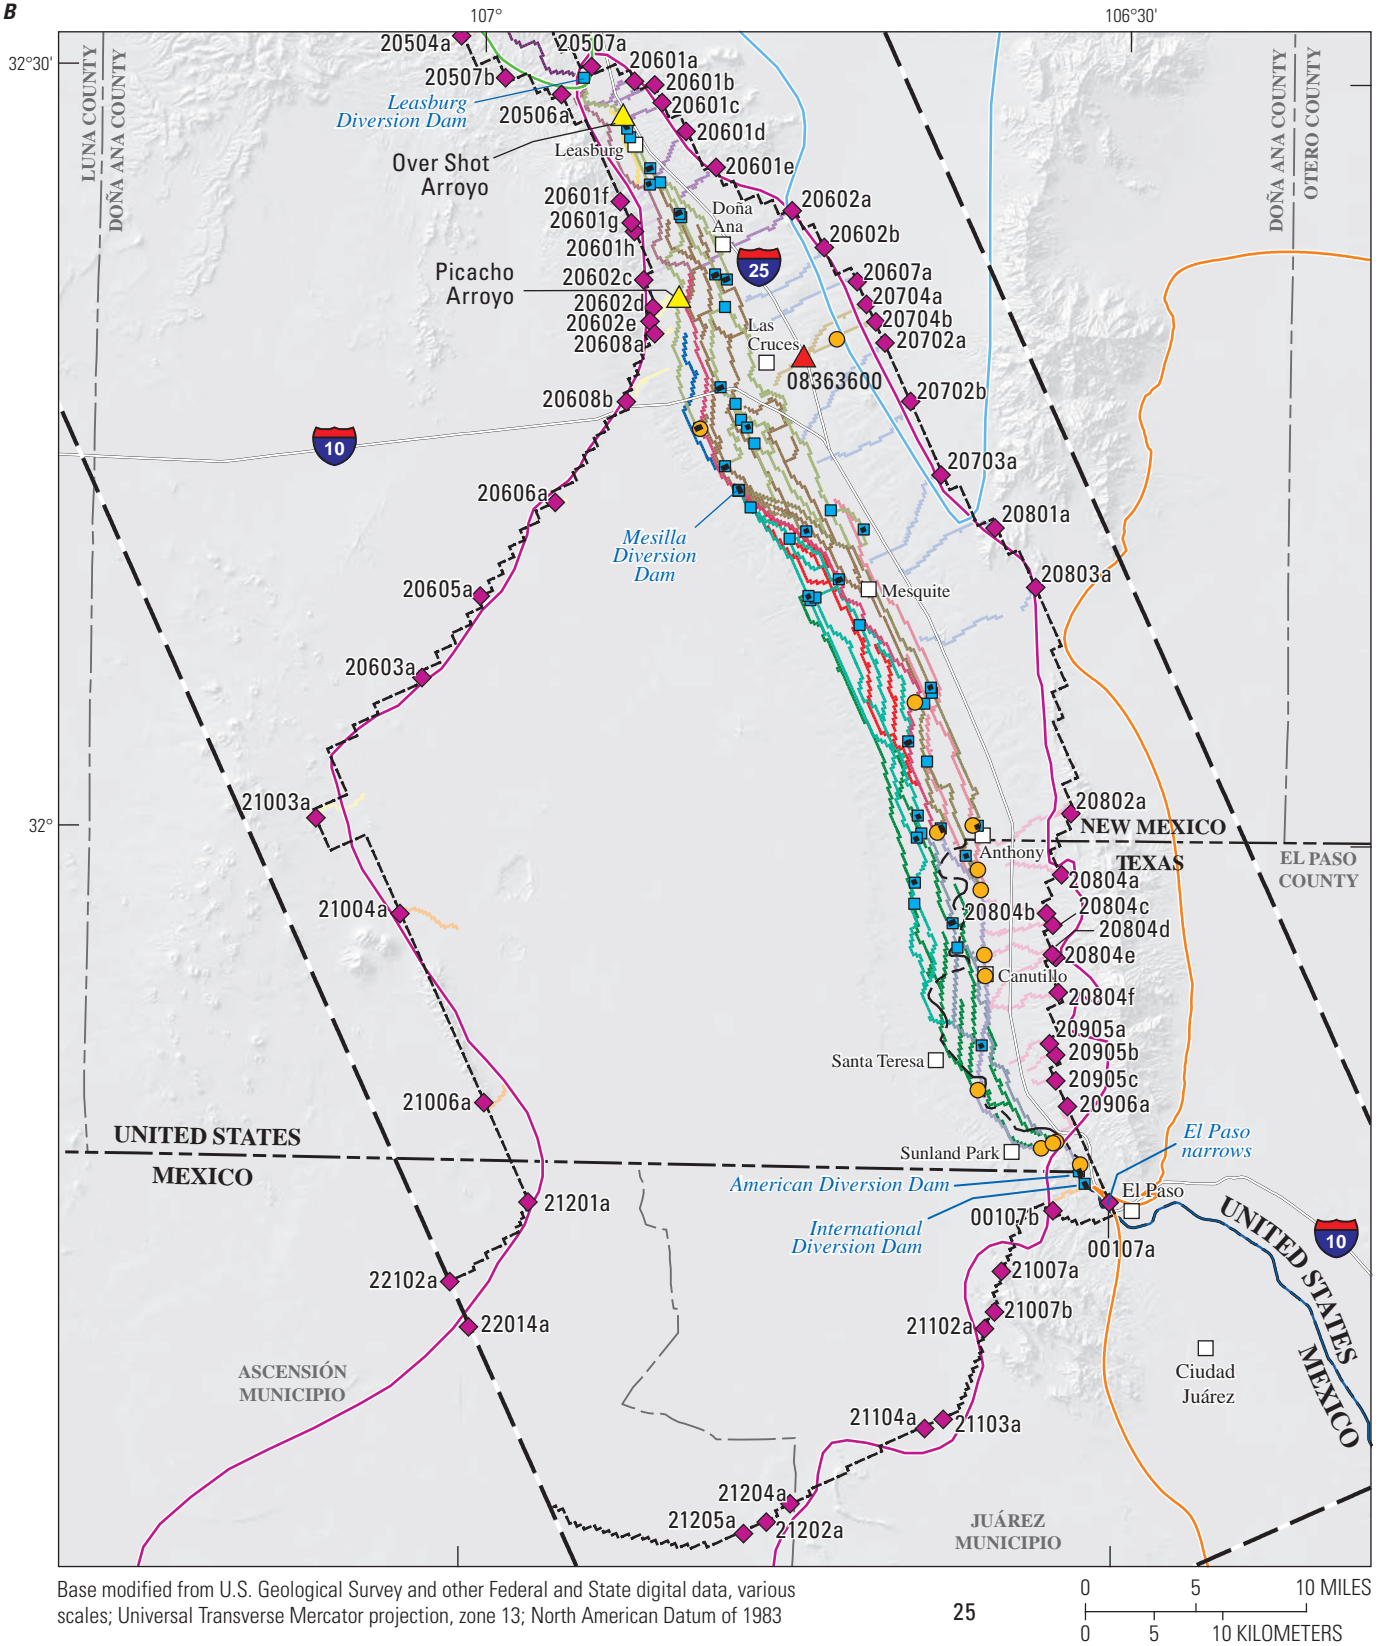 B
107°
106°30'
32°30'
LUNA COUNTY
DOÑA ANA COUNTY
20504a
20507b
20507a
20506a
Leasburg
Diversion Dam
20601a
20601b
20601c
20601d
20601e
Over Shot
Arroyo
Leasburg
DOÑA ANA COUNTY
OTERO COUNTY
20601f
20601g
20601h
20602a
20602b
Doña
Ana
25
Picacho
Arroyo
20602c
20602d
20602e
20608a
20607a
20704a
20704b
20702a
Las
Cruces
08363600
20608b
20702b
10
20703a
20606a
20801a
Mesilla
Diversion
Dam
20605a
20803a
Mesquite
20603a
21003a
20802a
32°
NEW MEXICO
TEXAS
Anthony
EL PASO
COUNTY
20804a
21004a
20804b
20804c
20804d
20804e
Canutillo
20804f
20905a
20905b
20905c
Santa Teresa
21006a
20906a
UNITED STATES
MEXICO
Sunland Park
El Paso
narrows
American Diversion Dam
El Paso
21201a
International
Diversion Dam
00107b
00107a
UNITED STATES
MEXICO
10
22102a
21007a
22014a
21007b
21102a
ASCENSIÓN
MUNICIPIO
Ciudad
Juárez
21104a
21103a
21204a
21205a
21202a
JUÁREZ
MUNICIPIO
Base modified from U.S. Geological Survey and other Federal and State digital data, various
scales; Universal Transverse Mercator projection, zone 13; North American Datum of 1983
25
0 5 10 MILES
0 5 10 KILOMETERS